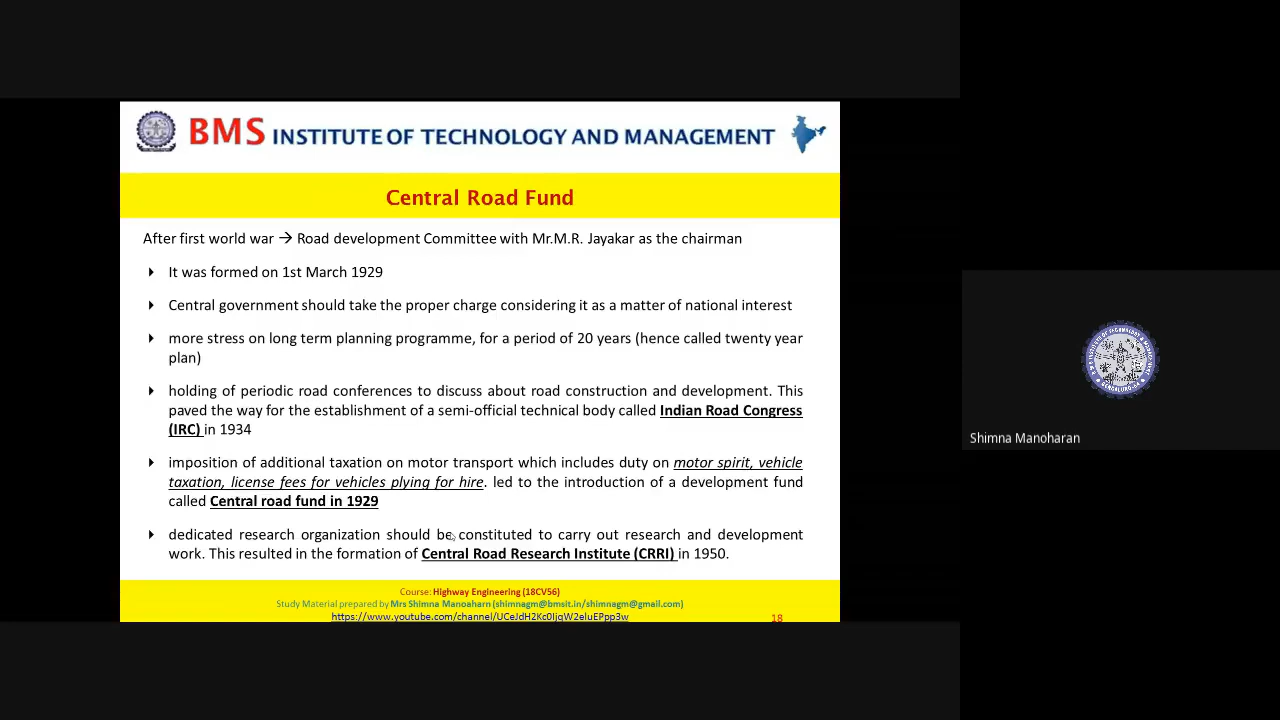 BMS INSTITUTE OF TECHNOLOGY AND MANAGEMENT
Central Road Fund
After first world war → Road development Committee with Mr.M.R. Jayakar as the chairman
It was formed on 1st March 1929
Central government should take the proper charge considering it as a matter of national interest
more stress on long term planning programme, for a period of 20 years (hence called twenty year
plan)
holding of periodic road conferences to discuss about road construction and development. This
paved the way for the establishment of a semi-official technical body called Indian Road Congress
(IRC) in 1934
imposition of additional taxation on motor transport which includes duty on motor spirit, vehicle
taxation, license fees for vehicles plying for hire. led to the introduction of a development fund
called Central road fund in 1929
dedicated research organization should be constituted to carry out research and development
work. This resulted in the formation of Central Road Research Institute (CRRI) in 1950.
Course: Highway Engineering (18CV56)
Study Material prepared by Mrs Shimna Manoaharn (shimnagm@bmsit.in/shimnagm@gmail.com)
https://www.youtube.com/channel/UCeJdH2Kc0IjqW2eluEPpp3w
18
Shimna Manoharan